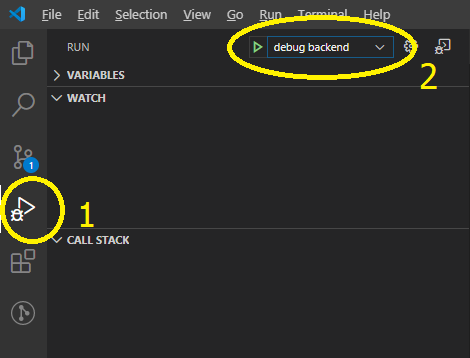 File Edit Selection View Go Run Terminal Help
RUN
debug backend
2
VARIABLES
WATCH
1
1
CALL STACK